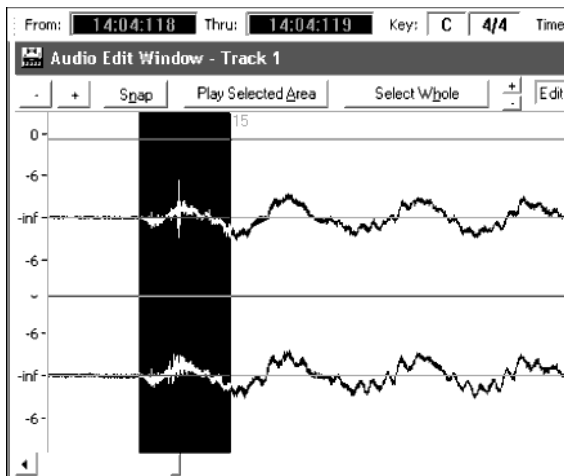 From: 14:04:118 Thru: 14:04:119 Key: C 4/4 Time
Audio Edit Window - Track 1
- + Snap Play Selected Area Select Whole + - Edit
15
0
-6
-inf
-6
-6
-inf
-6